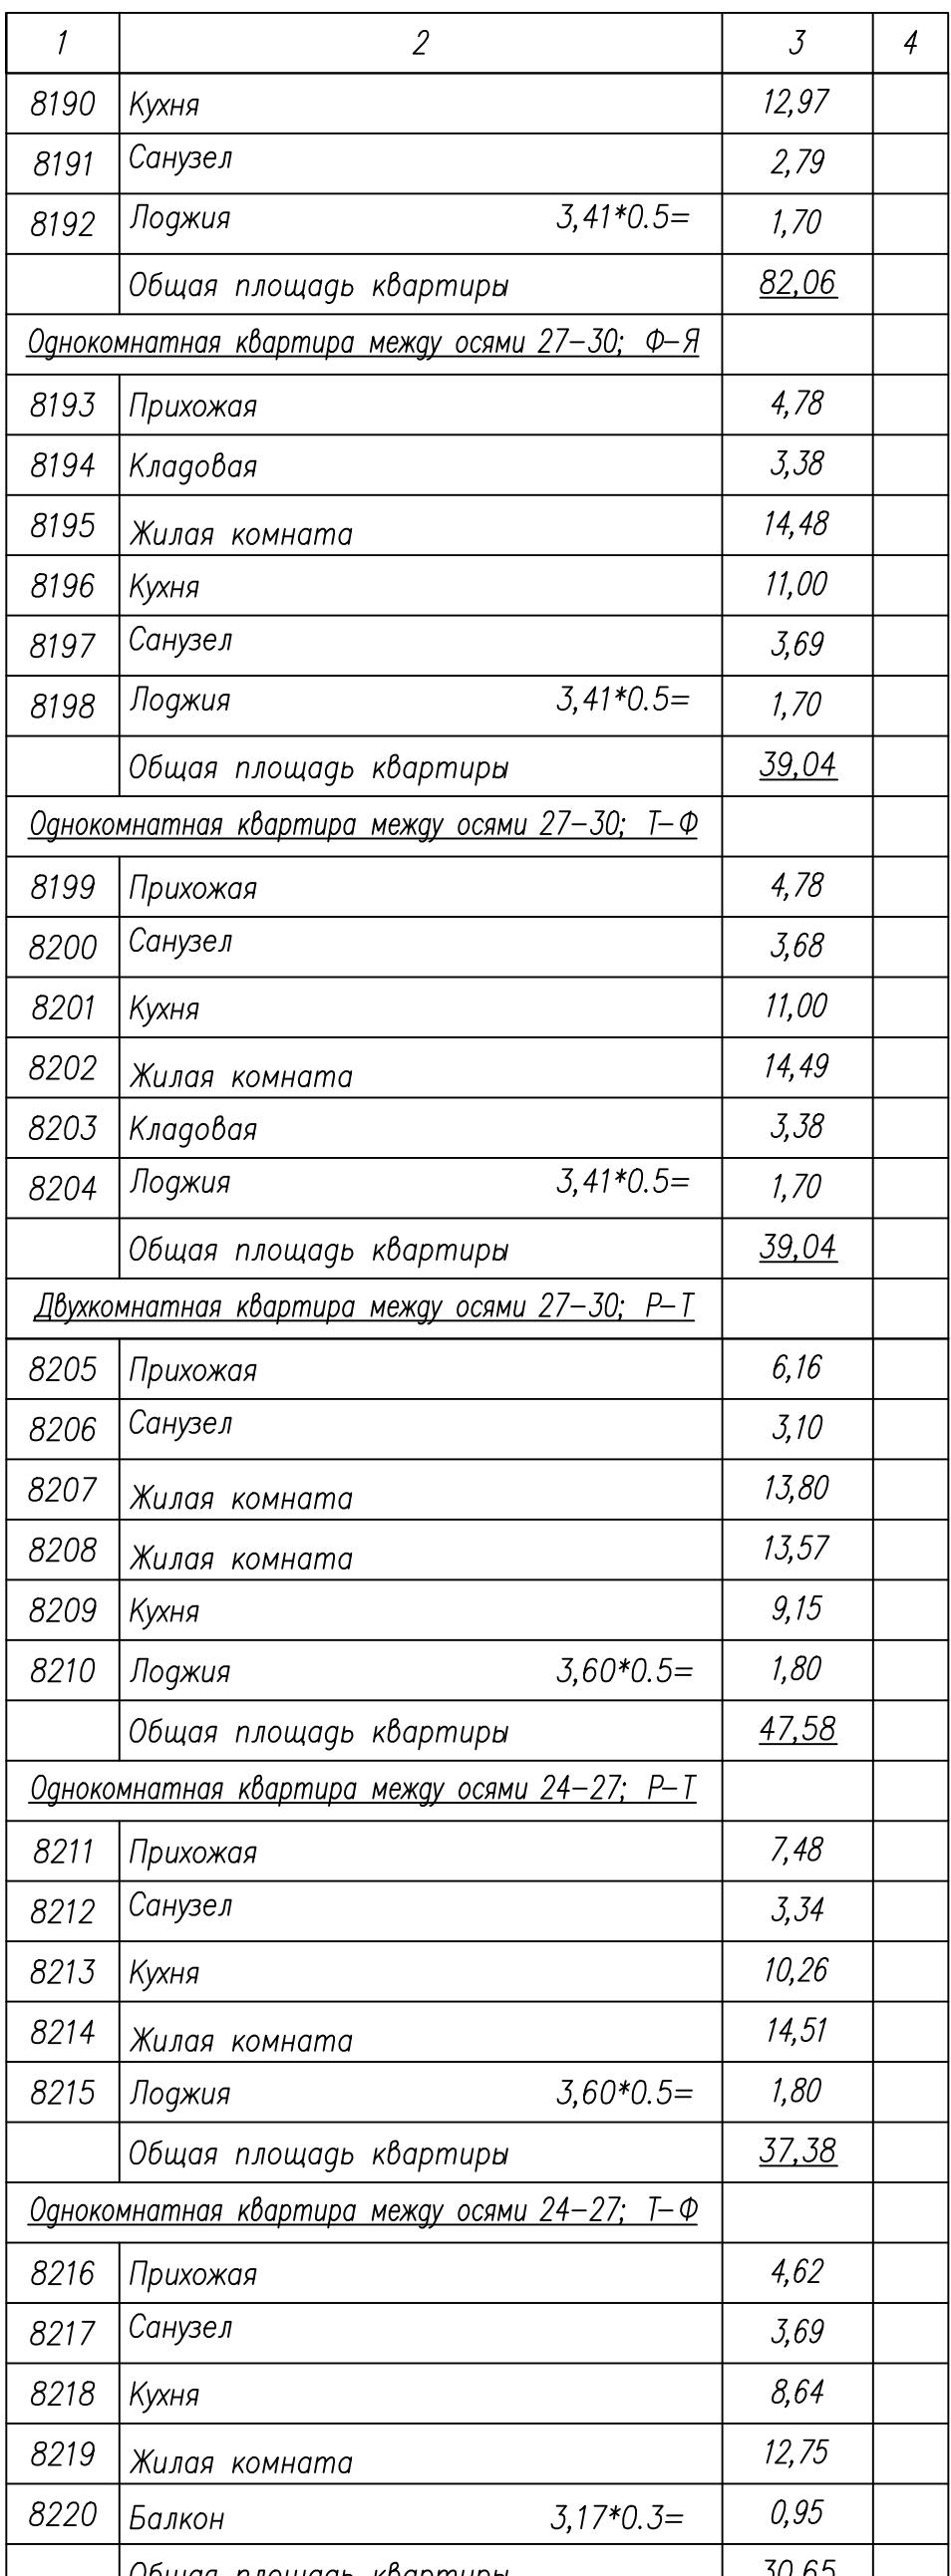 1 2 3 4
8190 Кухня 12,97
8191 Санузел 2,79
8192 Лоджия 3,41*0.5= 1,70
Общая площадь квартиры 82,06
Однокомнатная квартира между осями 27-30; Ф-Я
8193 Прихожая 4,78
8194 Кладовая 3,38
8195 Жилая комната 14,48
8196 Кухня 11,00
8197 Санузел 3,69
8198 Лоджия 3,41*0.5= 1,70
Общая площадь квартиры 39,04
Однокомнатная квартира между осями 27-30; Т-Ф
8199 Прихожая 4,78
8200 Санузел 3,68
8201 Кухня 11,00
8202 Жилая комната 14,49
8203 Кладовая 3,38
8204 Лоджия 3,41*0.5= 1,70
Общая площадь квартиры 39,04
Двухкомнатная квартира между осями 27-30; Р-Т
8205 Прихожая 6,16
8206 Санузел 3,10
8207 Жилая комната 13,80
8208 Жилая комната 13,57
8209 Кухня 9,15
8210 Лоджия 3,60*0.5= 1,80
Общая площадь квартиры 47,58
Однокомнатная квартира между осями 24-27; Р-Т
8211 Прихожая 7,48
8212 Санузел 3,34
8213 Кухня 10,26
8214 Жилая комната 14,51
8215 Лоджия 3,60*0.5= 1,80
Общая площадь квартиры 37,38
Однокомнатная квартира между осями 24-27; Т-Ф
8216 Прихожая 4,62
8217 Санузел 3,69
8218 Кухня 8,64
8219 Жилая комната 12,75
8220 Балкон 3,17*0.3= 0,95
Общая площадь квартиры 30,65